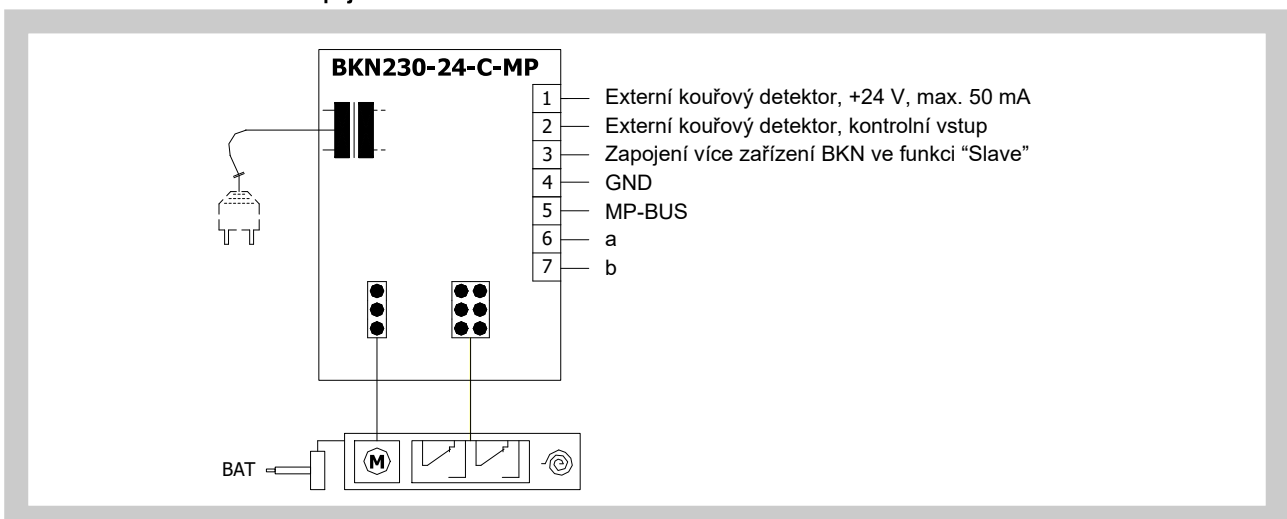 BKN230-24-C-MP
1 Externí kouřový detektor, +24 V, max. 50 mA
2 Externí kouřový detektor, kontrolní vstup
3 Zapojení více zařízení BKN ve funkci “Slave”
4 GND
5 MP-BUS
6 a
7 b
BAT
M